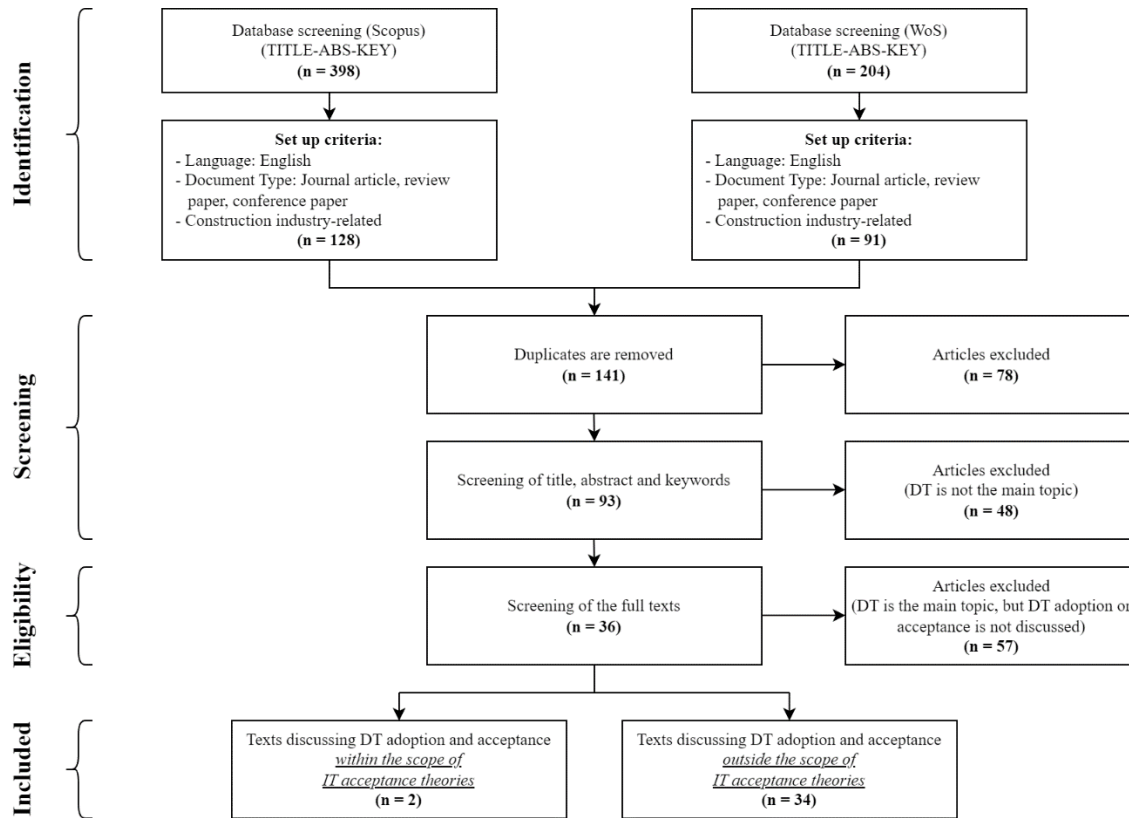 Identification
Database screening (Scopus)
(TITLE-ABS-KEY)
(n = 398)
Database screening (WoS)
(TITLE-ABS-KEY)
(n = 204)
Set up criteria:
- Language: English
- Document Type: Journal article, review
paper, conference paper
- Construction industry-related
(n = 128)
Set up criteria:
- Language: English
- Document Type: Journal article, review
paper, conference paper
- Construction industry-related
(n = 91)
Screening
Duplicates are removed
(n = 141)
Articles excluded
(n = 78)
Screening of title, abstract and keywords
(n = 93)
Articles excluded
(DT is not the main topic)
(n = 48)
Eligibility
Screening of the full texts
(n = 36)
Articles excluded
(DT is the main topic, but DT adoption or
acceptance is not discussed)
(n = 57)
Included
Texts discussing DT adoption and acceptance
within the scope of
IT acceptance theories
(n = 2)
Texts discussing DT adoption and acceptance
outside the scope of
IT acceptance theories
(n = 34)